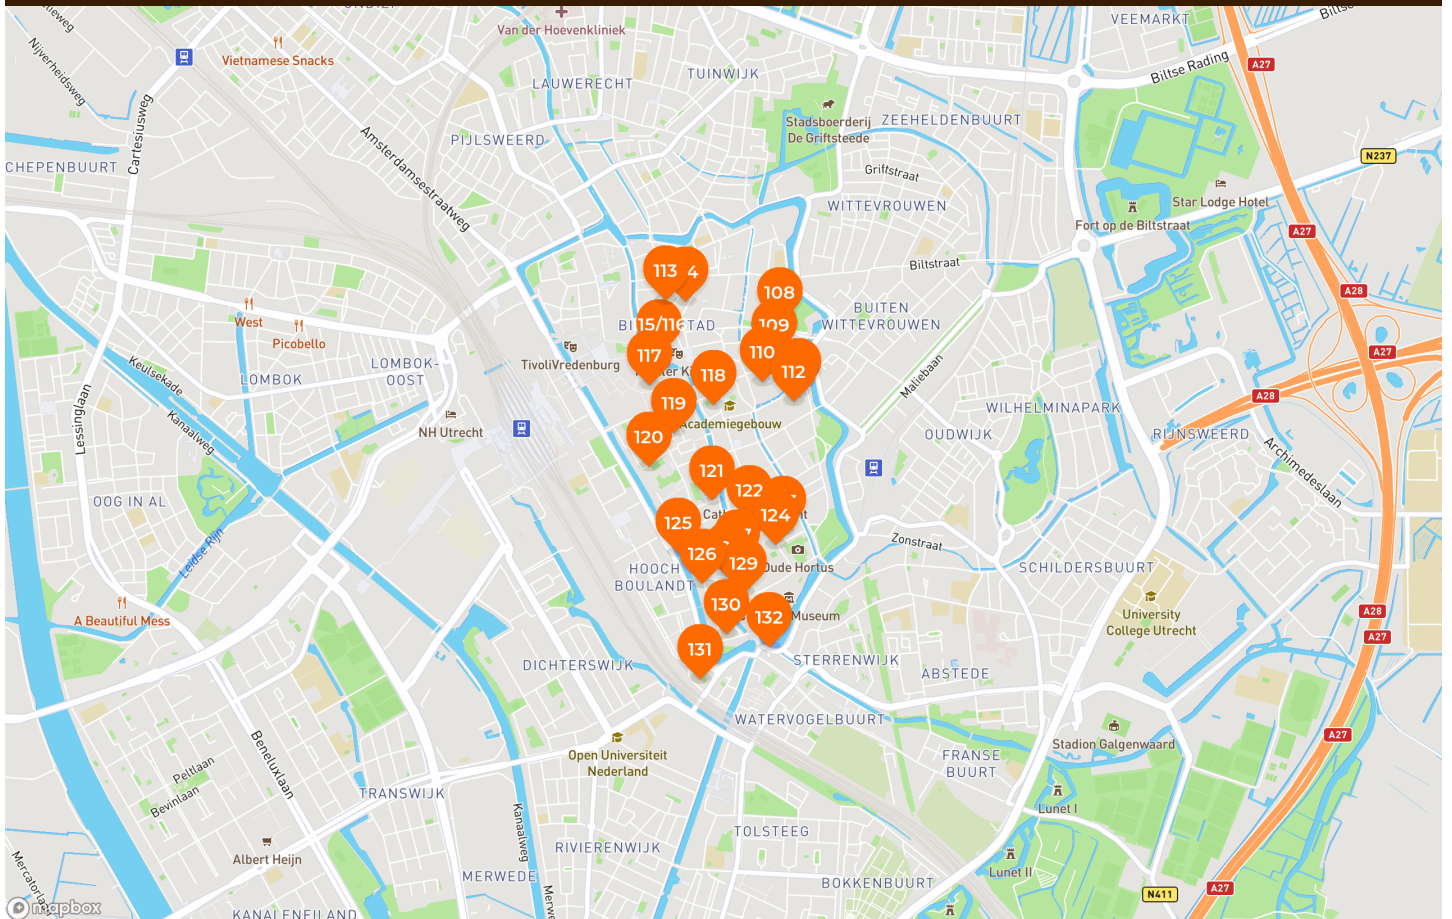 VEEMARKT
Van der Hoevenkliniek
Vietnamese Snacks
Nijverheidsweg
LAUWERECHT
TUINWIJK
Biltse Rading
A27
Cartesiusweg
Stadsboerderij
De Griftsteede
ZEEHELDENBUURT
PIJLSWEERD
Amsterdamsestraatweg
N237
Griftstraat
Star Lodge Hotel
WITTEVROUWEN
Fort op de Biltstraat
A27
Biltstraat
113
4
108
A28
BUITEN
WITTEVROUWEN
109
West
Picobello
15/116
TAD
117
110
112
A27
TivoliVredenburg
LOMBOK-
OOST
Keulsekade
LOMBOK
118
Maliebaan
A28
119
Academiegebouw
WILHELMINAPARK
Lessinglaan
Kanaalweg
NH Utrecht
120
OUDWIJK
RIJNSWEERD
Archimedeslaan
121
OOG IN AL
122
124
125
Leidse Rijn
126
129
Zonstraat
Oude Hortus
HOOCH
BOULANDT
SCHILDERSBUURT
A Beautiful Mess
130
132
Museum
University
College Utrecht
A28
A27
131
DICHTERSWIJK
STERRENWIJK
ABSTEDE
WATERVOGELBUURT
Beneluxlaan
Open Universiteit
Nederland
Stadion Galgenwaard
A27
FRANSE
BUURT
Peltlaan
Bevinlaan
TRANSWIJK
Lunet I
Kanaalweg
TOLSTEEG
Albert Heijn
RIVIERENWIJK
Lunet II
MERWEDE
BOKKENBUURT
A27
N411
mapbox
KANALENEILAND